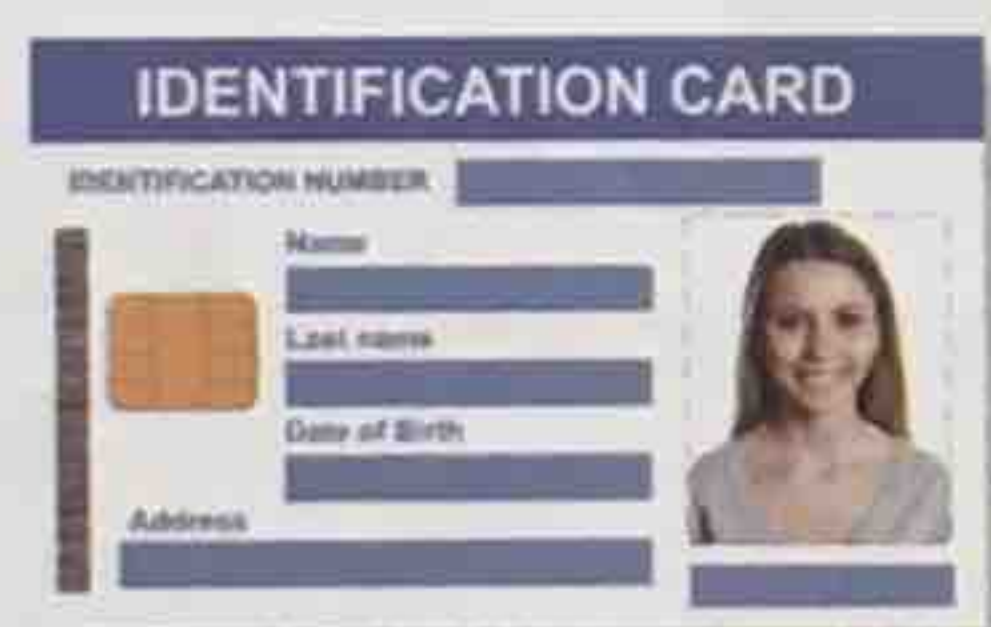 IDENTIFICATION CARD
IDENTIFICATION NUMBER
Name
Last name
Date of Birth
Address